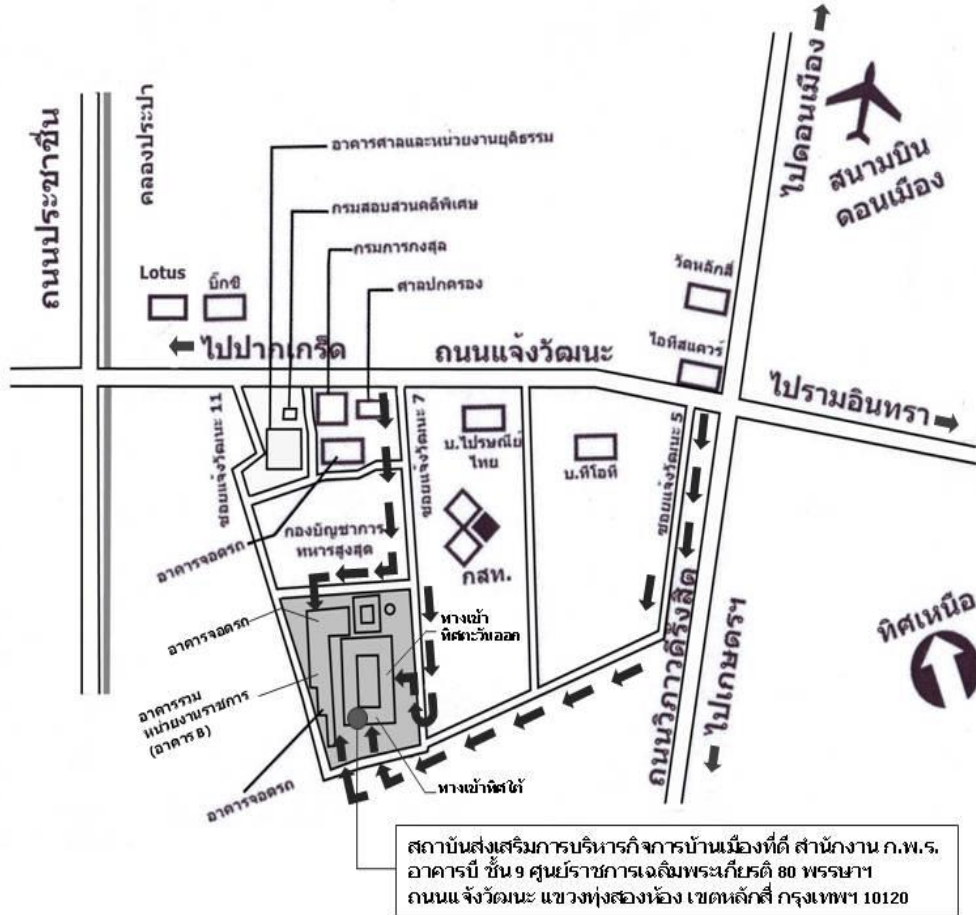 ไปดอนเมือง
สนามบิน
ดอนเมือง
ถนนประชาชื่น
คลองประปา
อาคารศาลและหน่วยงานยุติธรรม
กรมสอบสวนคดีพิเศษ
กรมการกงสุล
ศาลปกครอง
Lotus
บิ๊กซี
วัดหลักสี่
ไอทีสแควร์
ไปปากเกร็ด
ถนนแจ้งวัฒนะ
ไปรามอินทรา
ซอยแจ้งวัฒนะ 11
ซอยแจ้งวัฒนะ 7
บ.ไปรษณีย์
ไทย
บ.ทีโอที
ซอยแจ้งวัฒนะ 5
อาคารจอดรถ
กองบัญชาการ
ทหารสูงสุด
กสท.
อาคารจอดรถ
ทางเข้า
ทิศตะวันออก
ทิศเหนือ
อาคารรวม
หน่วยงานราชการ
(อาคาร B)
ถนนวิภาวดีรังสิต
ไปเกษตรฯ
อาคารจอดรถ
ทางเข้าทิศใต้
สถาบันส่งเสริมการบริหารกิจการบ้านเมืองที่ดี สำนักงาน ก.พ.ร.
อาคารบี ชั้น 9 ศูนย์ราชการเฉลิมพระเกียรติ 80 พรรษาฯ
ถนนแจ้งวัฒนะ แขวงทุ่งสองห้อง เขตหลักสี่ กรุงเทพฯ 10120